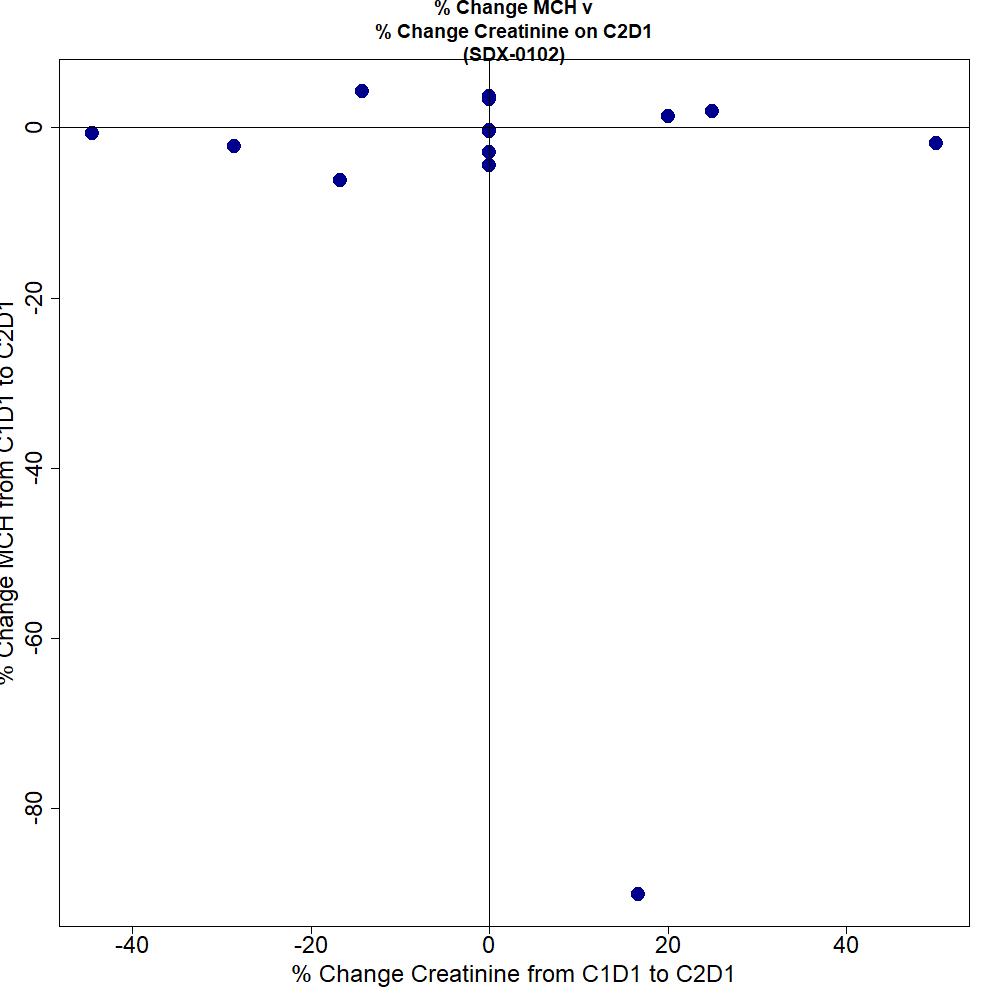 % Change MCH v
% Change Creatinine on C2D1
(SDX-0102)
% Change MCH from C1D1 to C2D1
0
-20
-40
-60
-80
-40
-20
0
20
40
% Change Creatinine from C1D1 to C2D1